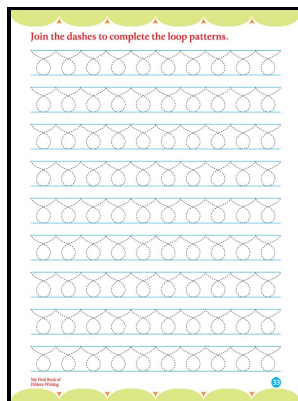 Join the dashes to complete the loop patterns.
My First Book of
Pattern Writing
33